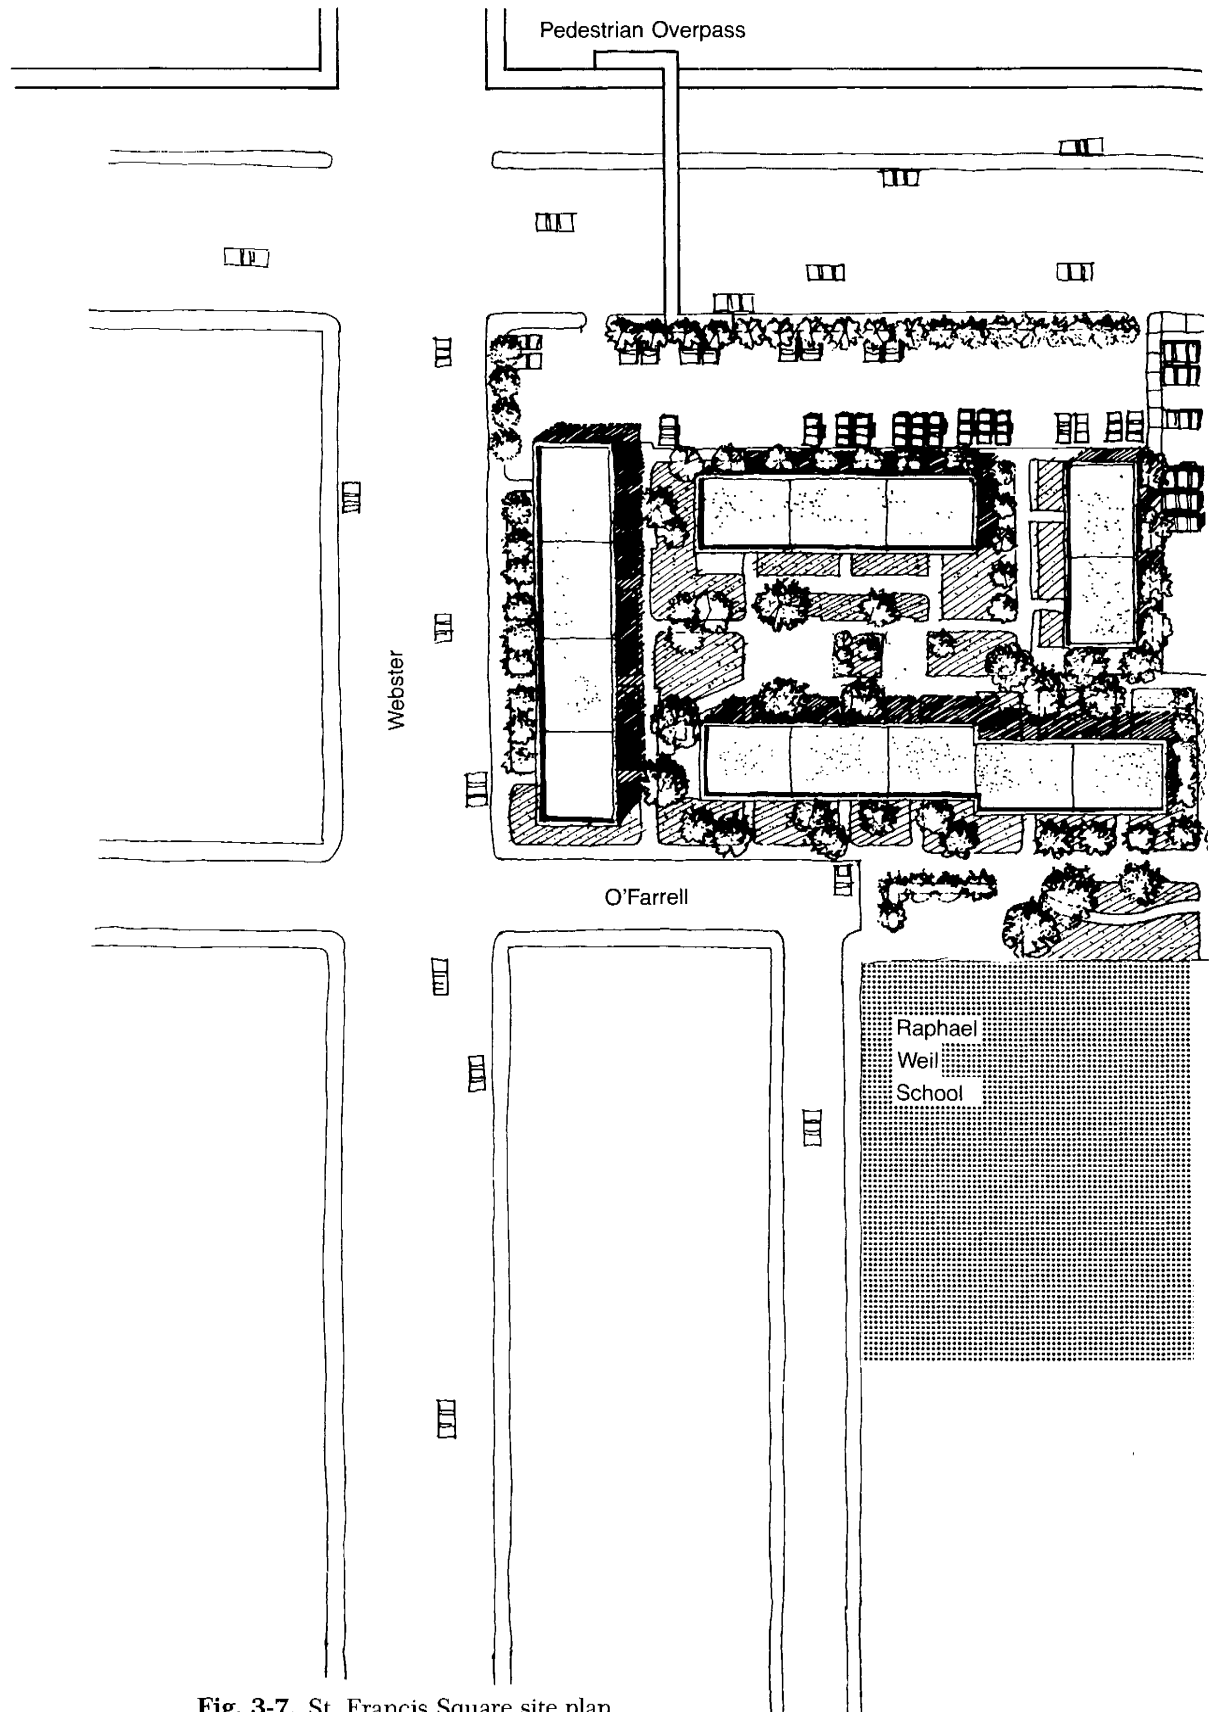 Pedestrian Overpass
Webster
O'Farrell
Raphael
Weil
School
Fig. 3-7. St. Francis Square site plan